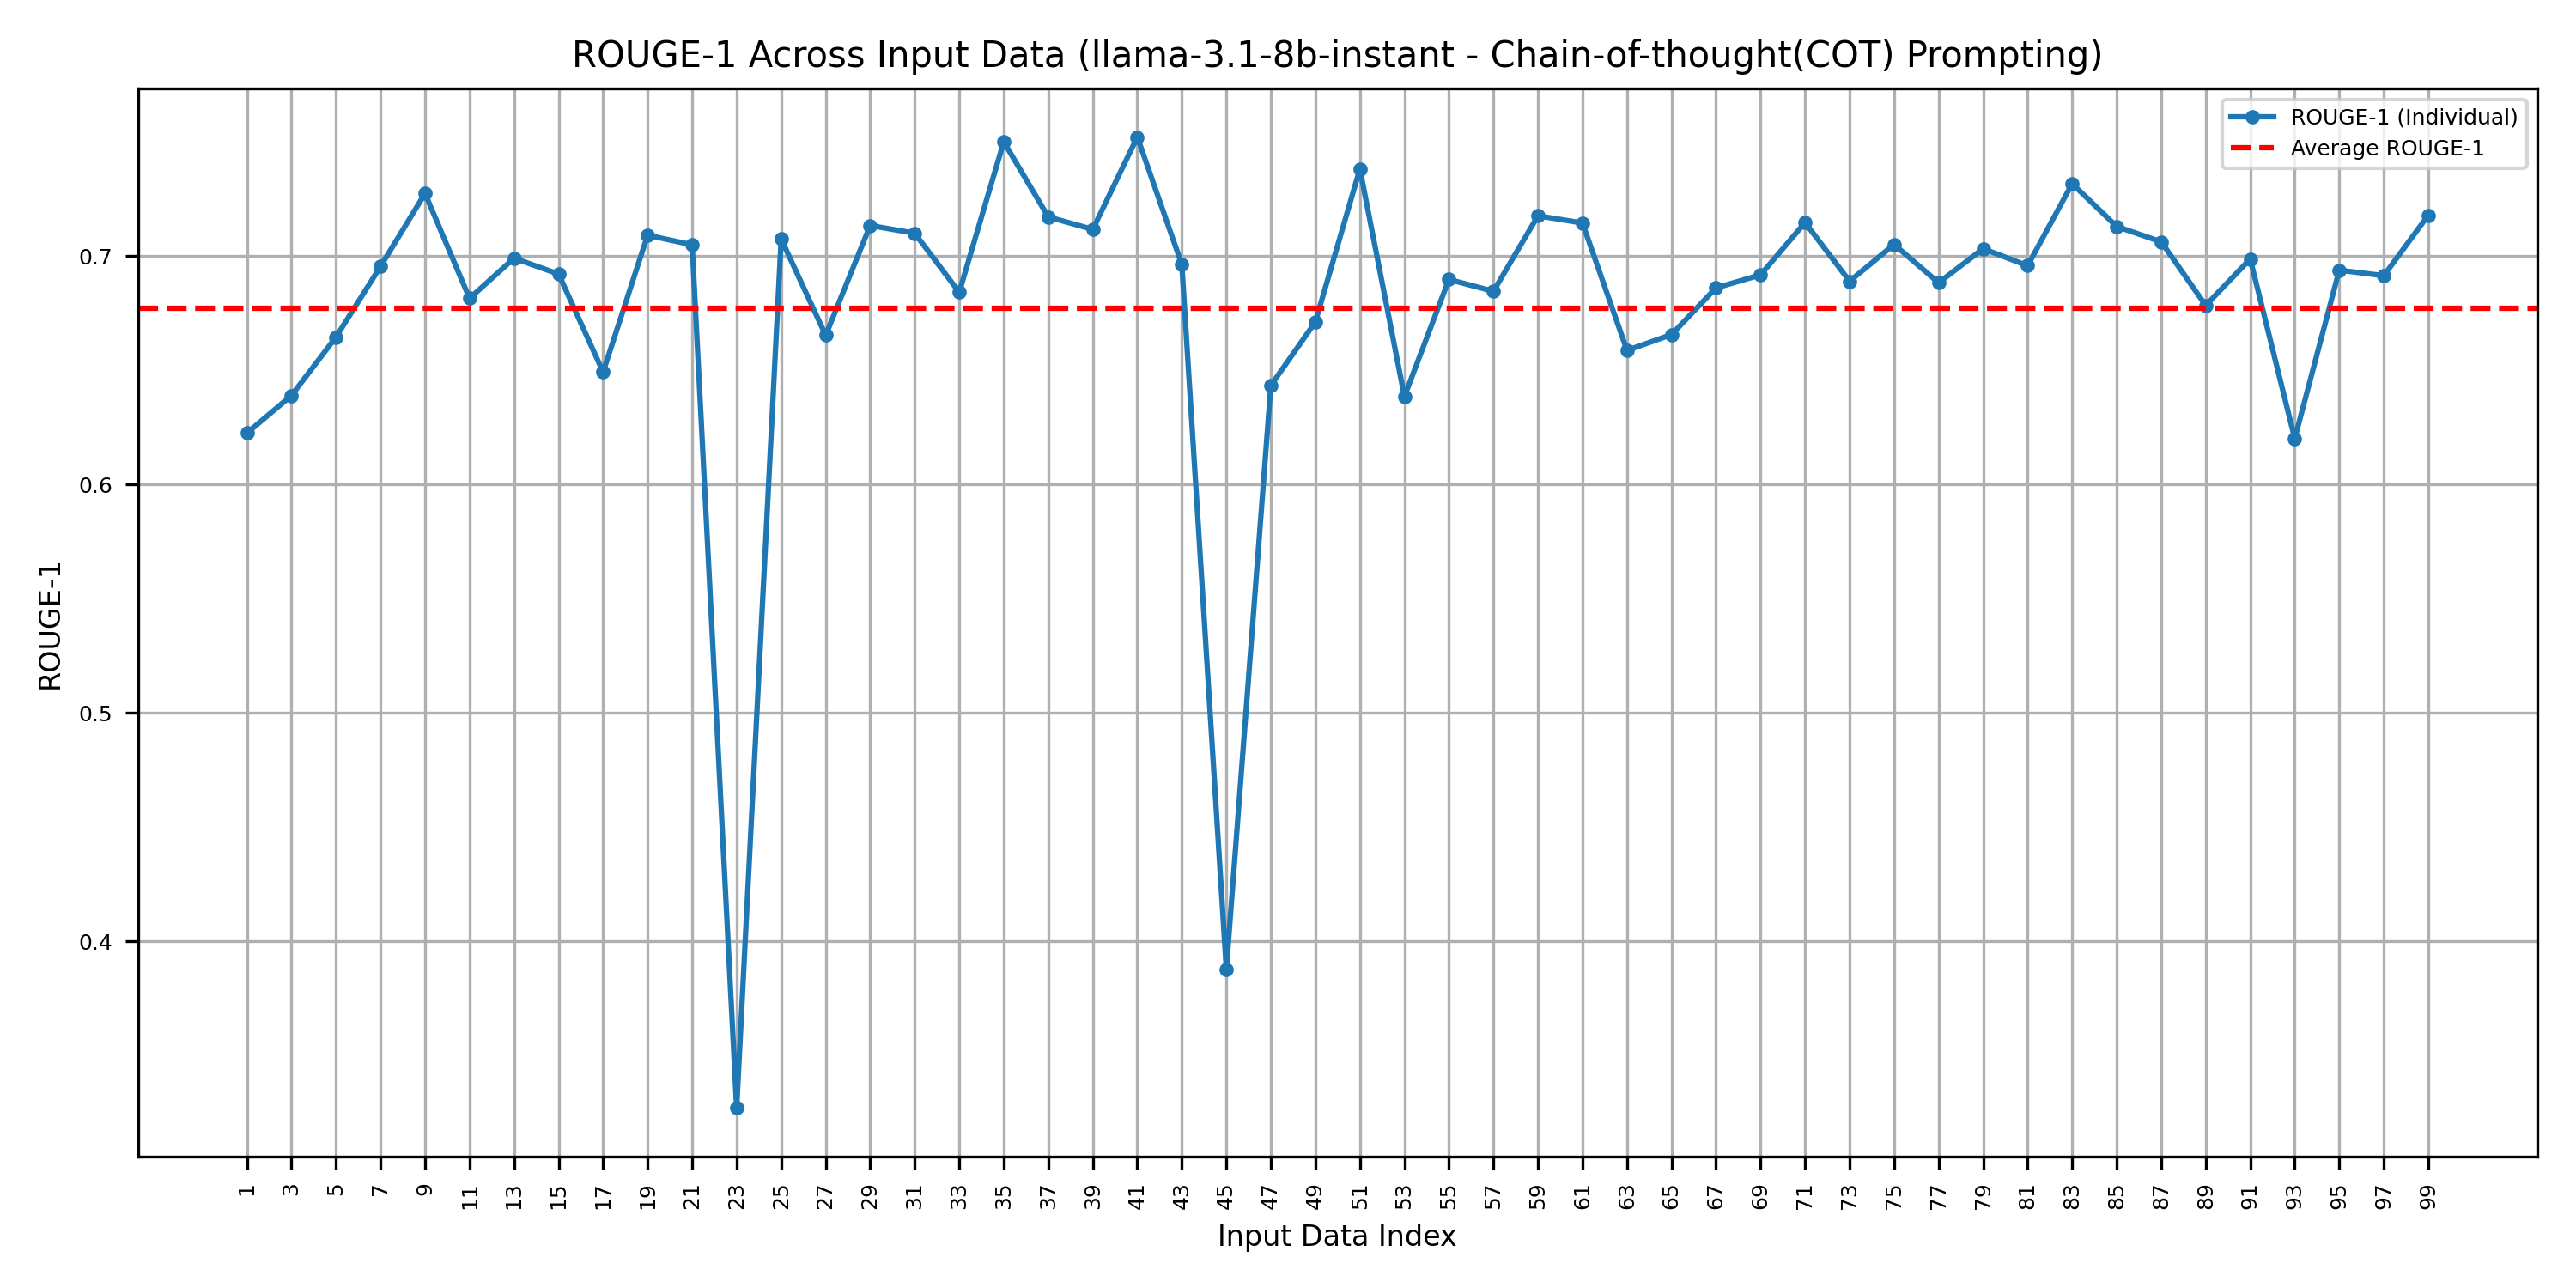 ROUGE-1 Across Input Data (llama-3.1-8b-instant - Chain-of-thought(COT) Prompting)
ROUGE-1 (Individual)
Average ROUGE-1
0.7
0.6
0.5
0.4
ROUGE-1
1 3 5 7 9 11 13 15 17 19 21 23 25 27 29 31 33 35 37 39 41 43 45 47 49 51 53 55 57 59 61 63 65 67 69 71 73 75 77 79 81 83 85 87 89 91 93 95 97 99
Input Data Index